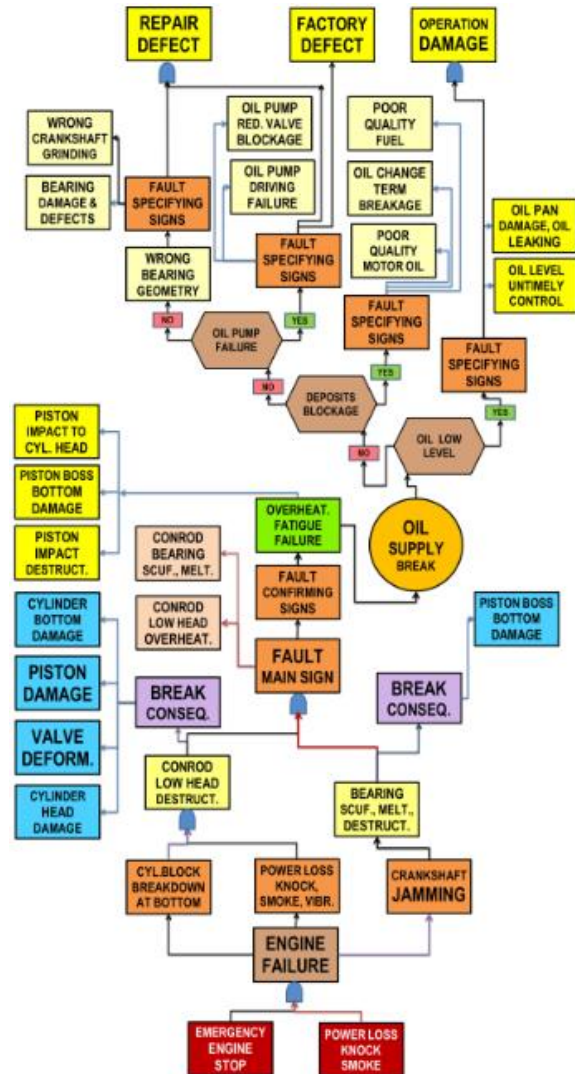 REPAIR
DEFECT
FACTORY
DEFECT
OPERATION
DAMAGE
WRONG
CRANKSHAFT
GRINDING
BEARING
DAMAGE &
DEFECTS
FAULT
SPECIFYING
SIGNS
WRONG
BEARING
GEOMETRY
OIL PUMP
RED. VALVE
BLOCKAGE
OIL PUMP
DRIVING
FAILURE
FAULT
SPECIFYING
SIGNS
POOR
QUALITY
FUEL
OIL CHANGE
TERM
BREAKAGE
POOR
QUALITY
MOTOR OIL
FAULT
SPECIFYING
SIGNS
OIL PAN
DAMAGE, OIL
LEAKING
OIL LEVEL
UNTIMELY
CONTROL
FAULT
SPECIFYING
SIGNS
NO
YES
OIL PUMP
FAILURE
NO
YES
DEPOSITS
BLOCKAGE
NO
YES
OIL LOW
LEVEL
PISTON
IMPACT TO
CYL. HEAD
PISTON BOSS
BOTTOM
DAMAGE
PISTON
IMPACT
DESTRUCT.
CONROD
BEARING
SCUF., MELT.
CONROD
LOW HEAD
OVERHEAT.
OVERHEAT.
FATIGUE
FAILURE
FAULT
CONFIRMING
SIGNS
FAULT
MAIN SIGN
OIL
SUPPLY
BREAK
CYLINDER
BOTTOM
DAMAGE
PISTON
DAMAGE
VALVE
DEFORM.
CYLINDER
HEAD
DAMAGE
BREAK
CONSEQ.
PISTON BOSS
BOTTOM
DAMAGE
BREAK
CONSEQ.
CONROD
LOW HEAD
DESTRUCT.
BEARING
SCUF., MELT.,
DESTRUCT.
CYL.BLOCK
BREAKDOWN
AT BOTTOM
POWER LOSS
KNOCK,
SMOKE, VIBR.
CRANKSHAFT
JAMMING
ENGINE
FAILURE
EMERGENCY
ENGINE
STOP
POWER LOSS
KNOCK
SMOKE